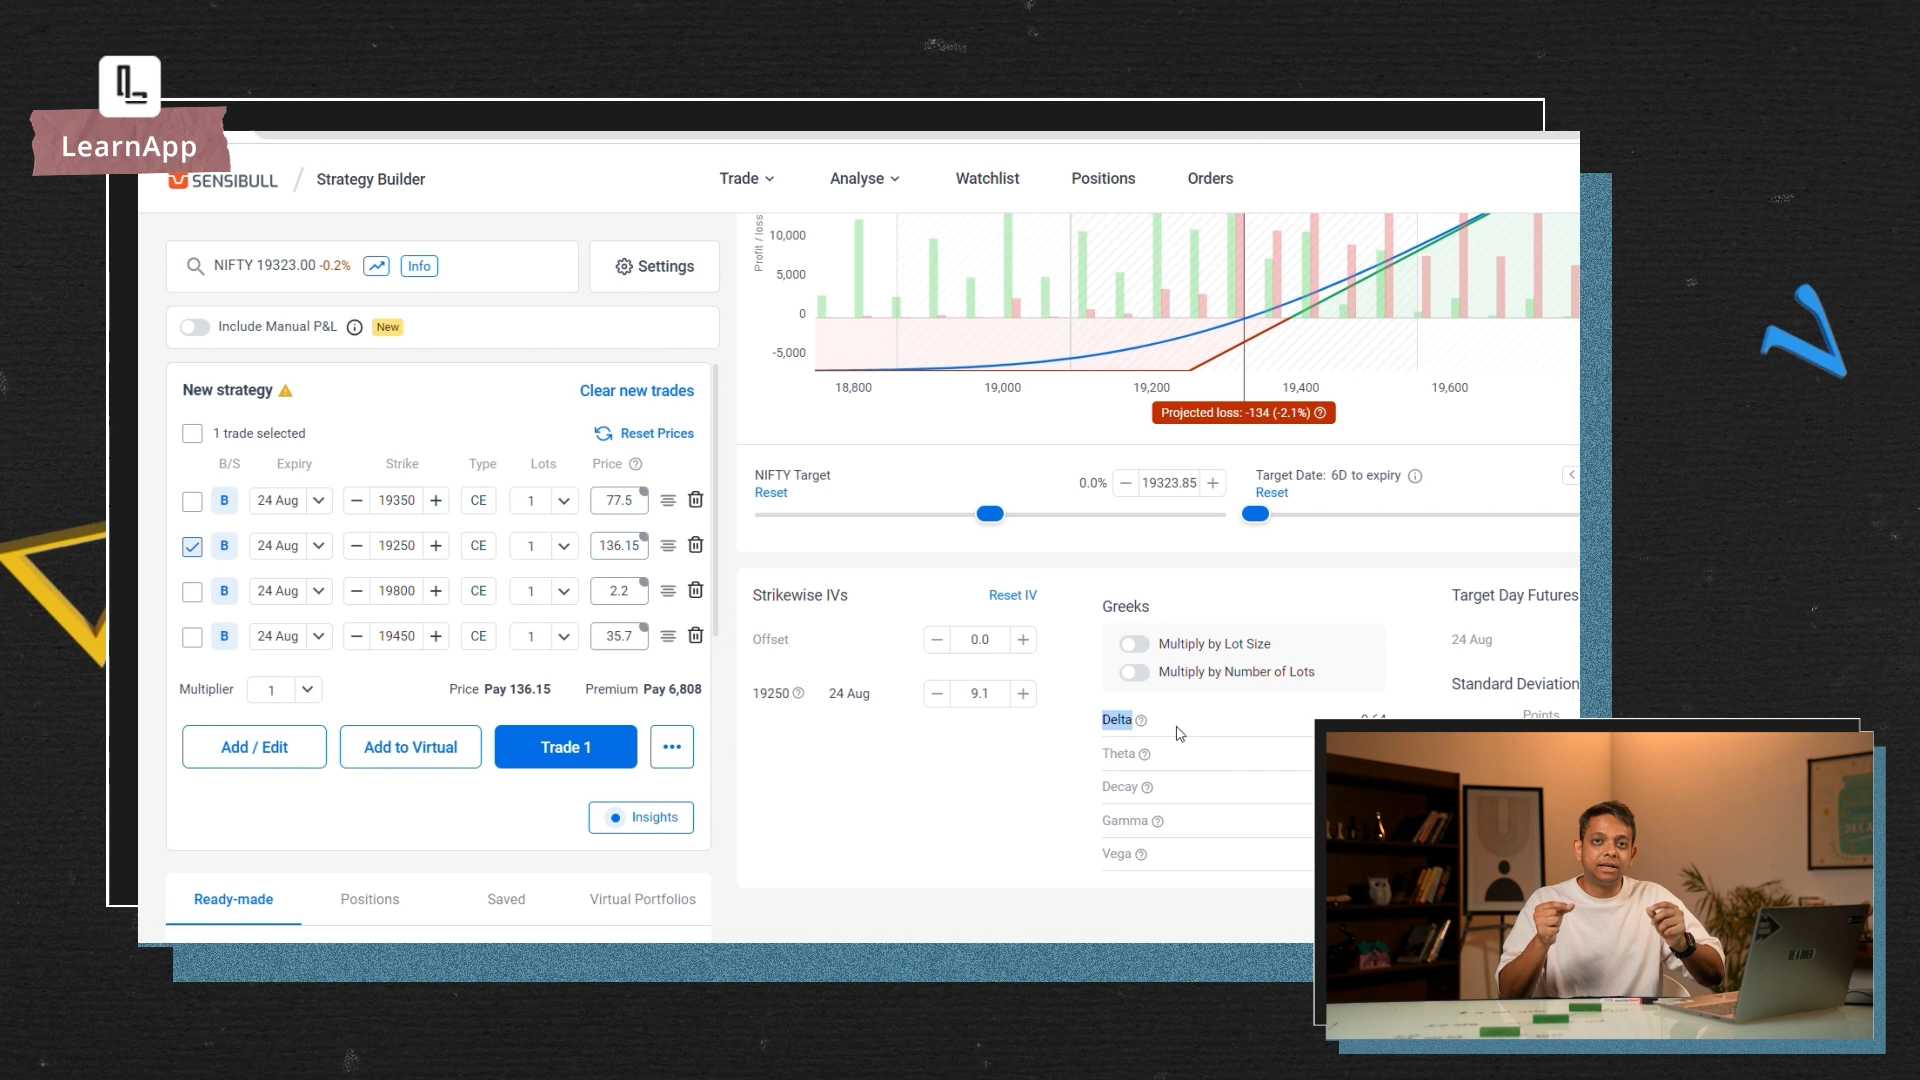 LearnApp
SENSIBULL / Strategy Builder
Trade
Analyse
Watchlist
Positions
Orders
NIFTY 19323.00 -0.2%
Info
Settings
Include Manual P&L
New
New strategy
Clear new trades
1 trade selected
Reset Prices
B/S Expiry Strike Type Lots Price
B 24 Aug − 19350 + CE 1 77.5
B 24 Aug − 19250 + CE 1 136.15
B 24 Aug − 19800 + CE 1 2.2
B 24 Aug − 19450 + CE 1 35.7
Multiplier 1 Price Pay 136.15 Premium Pay 6,808
Add / Edit
Add to Virtual
Trade 1
Insights
Ready-made
Positions
Saved
Virtual Portfolios
Profit / loss
10,000
5,000
0
-5,000
18,800 19,000 19,200 19,400 19,600
Projected loss: -134 (-2.1%)
NIFTY Target
Reset
0.0% − 19323.85 +
Target Date: 6D to expiry
Reset
Strikewise IVs
Reset IV
Offset − 0.0 +
19250 24 Aug − 9.1 +
Greeks
Multiply by Lot Size
Multiply by Number of Lots
Delta
Theta
Decay
Gamma
Vega
Target Day Futures
24 Aug
Standard Deviation
Points